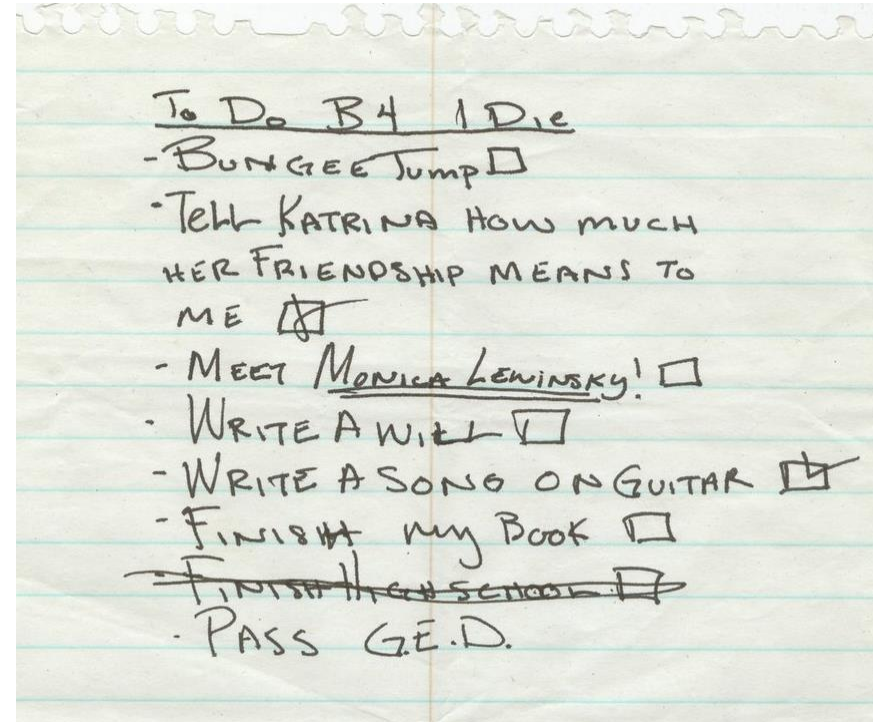 To Do B4 I Die
- Bungee Jump ☐
- Tell Katrina how much
her Friendship means to
me ☑
- Meet Monica Lewinsky! ☐
- Write a will ☐
- Write a song on Guitar ☑
- Finish my Book ☐
- Finish High School ☐
- Pass G.E.D.